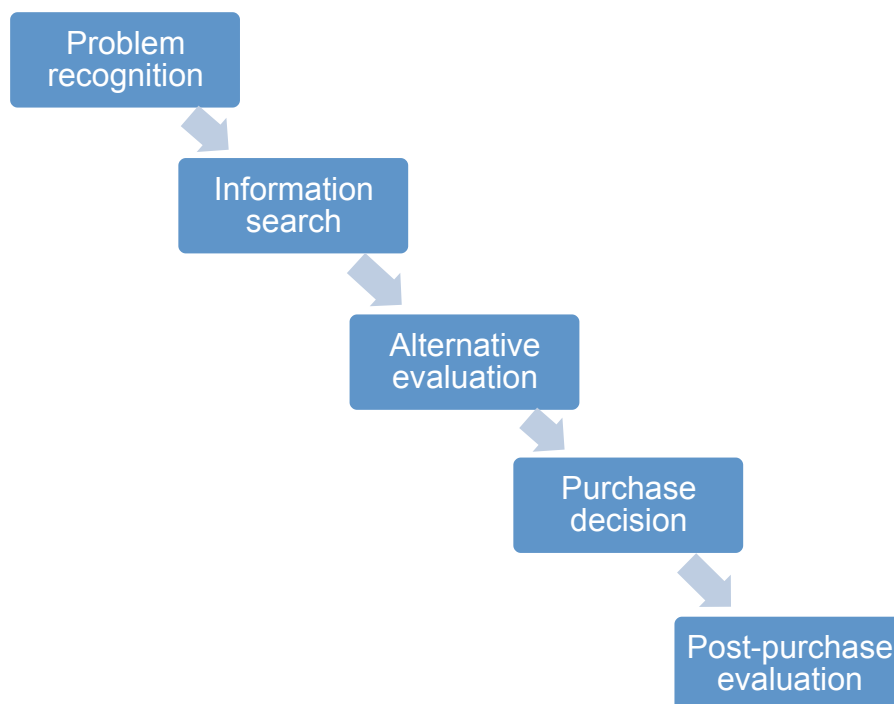 Problem
recognition
Information
search
Alternative
evaluation
Purchase
decision
Post-purchase
evaluation